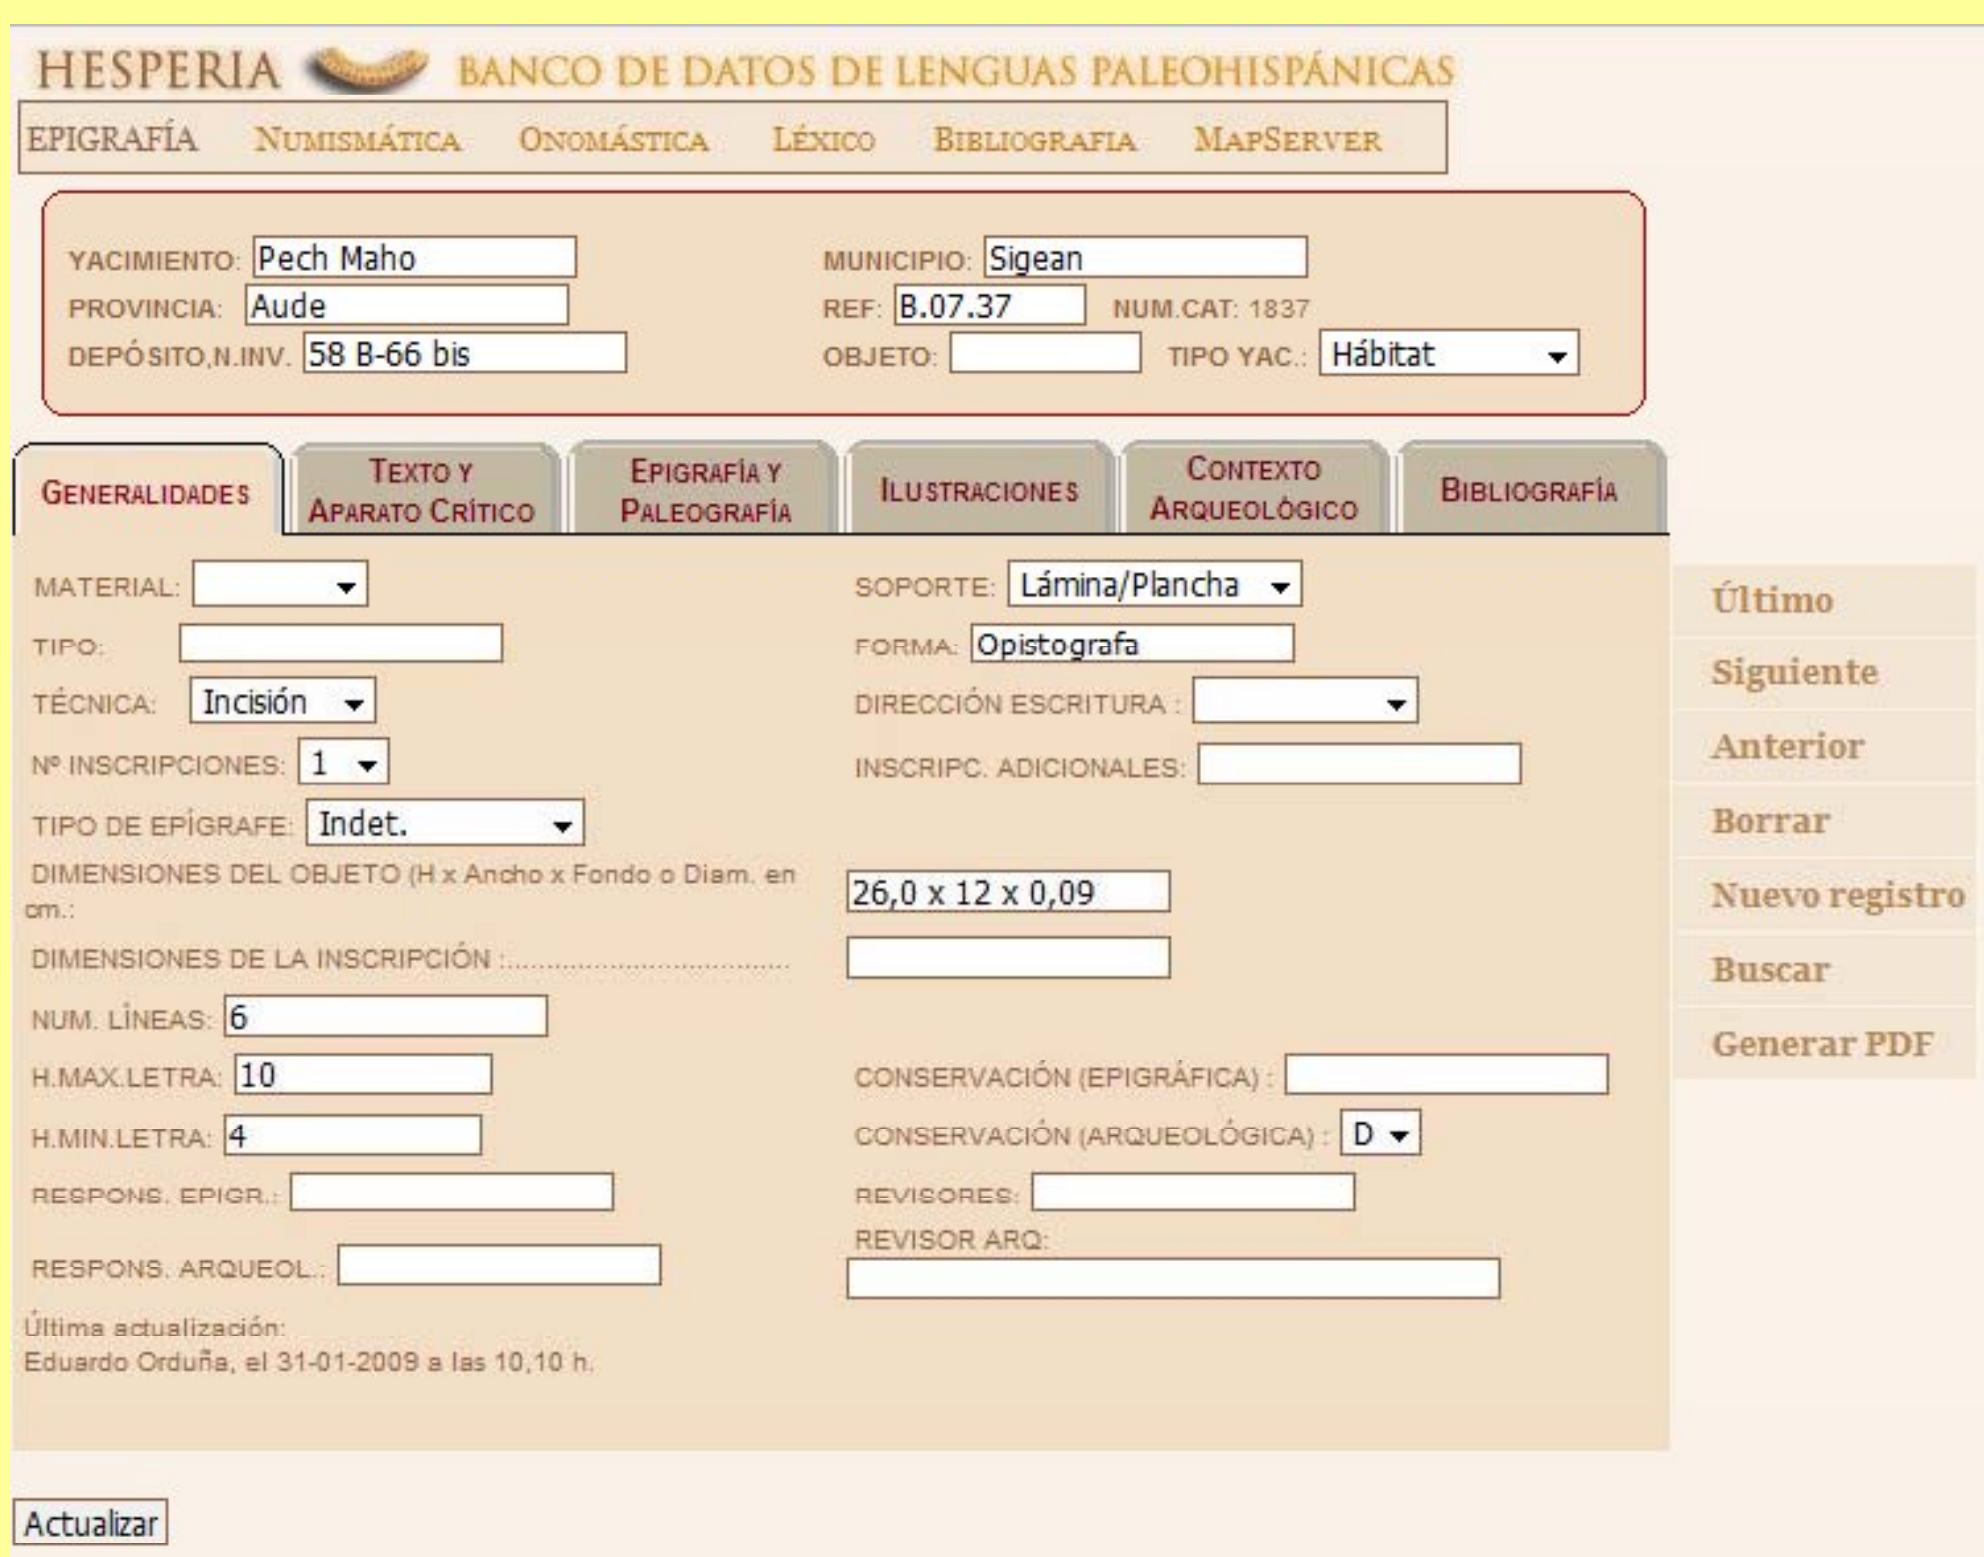 HESPERIA BANCO DE DATOS DE LENGUAS PALEOHISPÁNICAS
EPIGRAFÍA NUMISMÁTICA ONOMÁSTICA LÉXICO BIBLIOGRAFIA MAPSERVER
YACIMIENTO: Pech Maho MUNICIPIO: Sigean
PROVINCIA: Aude REF: B.07.37 NUM.CAT: 1837
DEPÓSITO,N.INV. 58 B-66 bis OBJETO: TIPO YAC.: Hábitat
GENERALIDADES TEXTO Y APARATO CRÍTICO EPIGRAFÍA Y PALEOGRAFÍA ILUSTRACIONES CONTEXTO ARQUEOLÓGICO BIBLIOGRAFÍA
MATERIAL: SOPORTE: Lámina/Plancha
TIPO: FORMA: Opistografa
TÉCNICA: Incisión DIRECCIÓN ESCRITURA :
Nº INSCRIPCIONES: 1 INSCRIPC. ADICIONALES:
TIPO DE EPÍGRAFE: Indet.
DIMENSIONES DEL OBJETO (H x Ancho x Fondo o Diam. en cm.: 26,0 x 12 x 0,09
DIMENSIONES DE LA INSCRIPCIÓN :...................................
NUM. LÍNEAS: 6
H.MAX.LETRA: 10 CONSERVACIÓN (EPIGRÁFICA) :
H.MIN.LETRA: 4 CONSERVACIÓN (ARQUEOLÓGICA) : D
RESPONS. EPIGR.: REVISORES:
RESPONS. ARQUEOL.: REVISOR ARQ:
Última actualización:
Eduardo Orduña, el 31-01-2009 a las 10,10 h.
Último
Siguiente
Anterior
Borrar
Nuevo registro
Buscar
Generar PDF
Actualizar